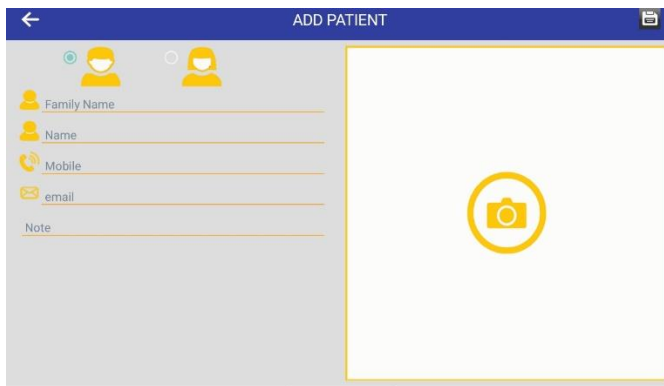 ADD PATIENT
Family Name
Name
Mobile
email
Note